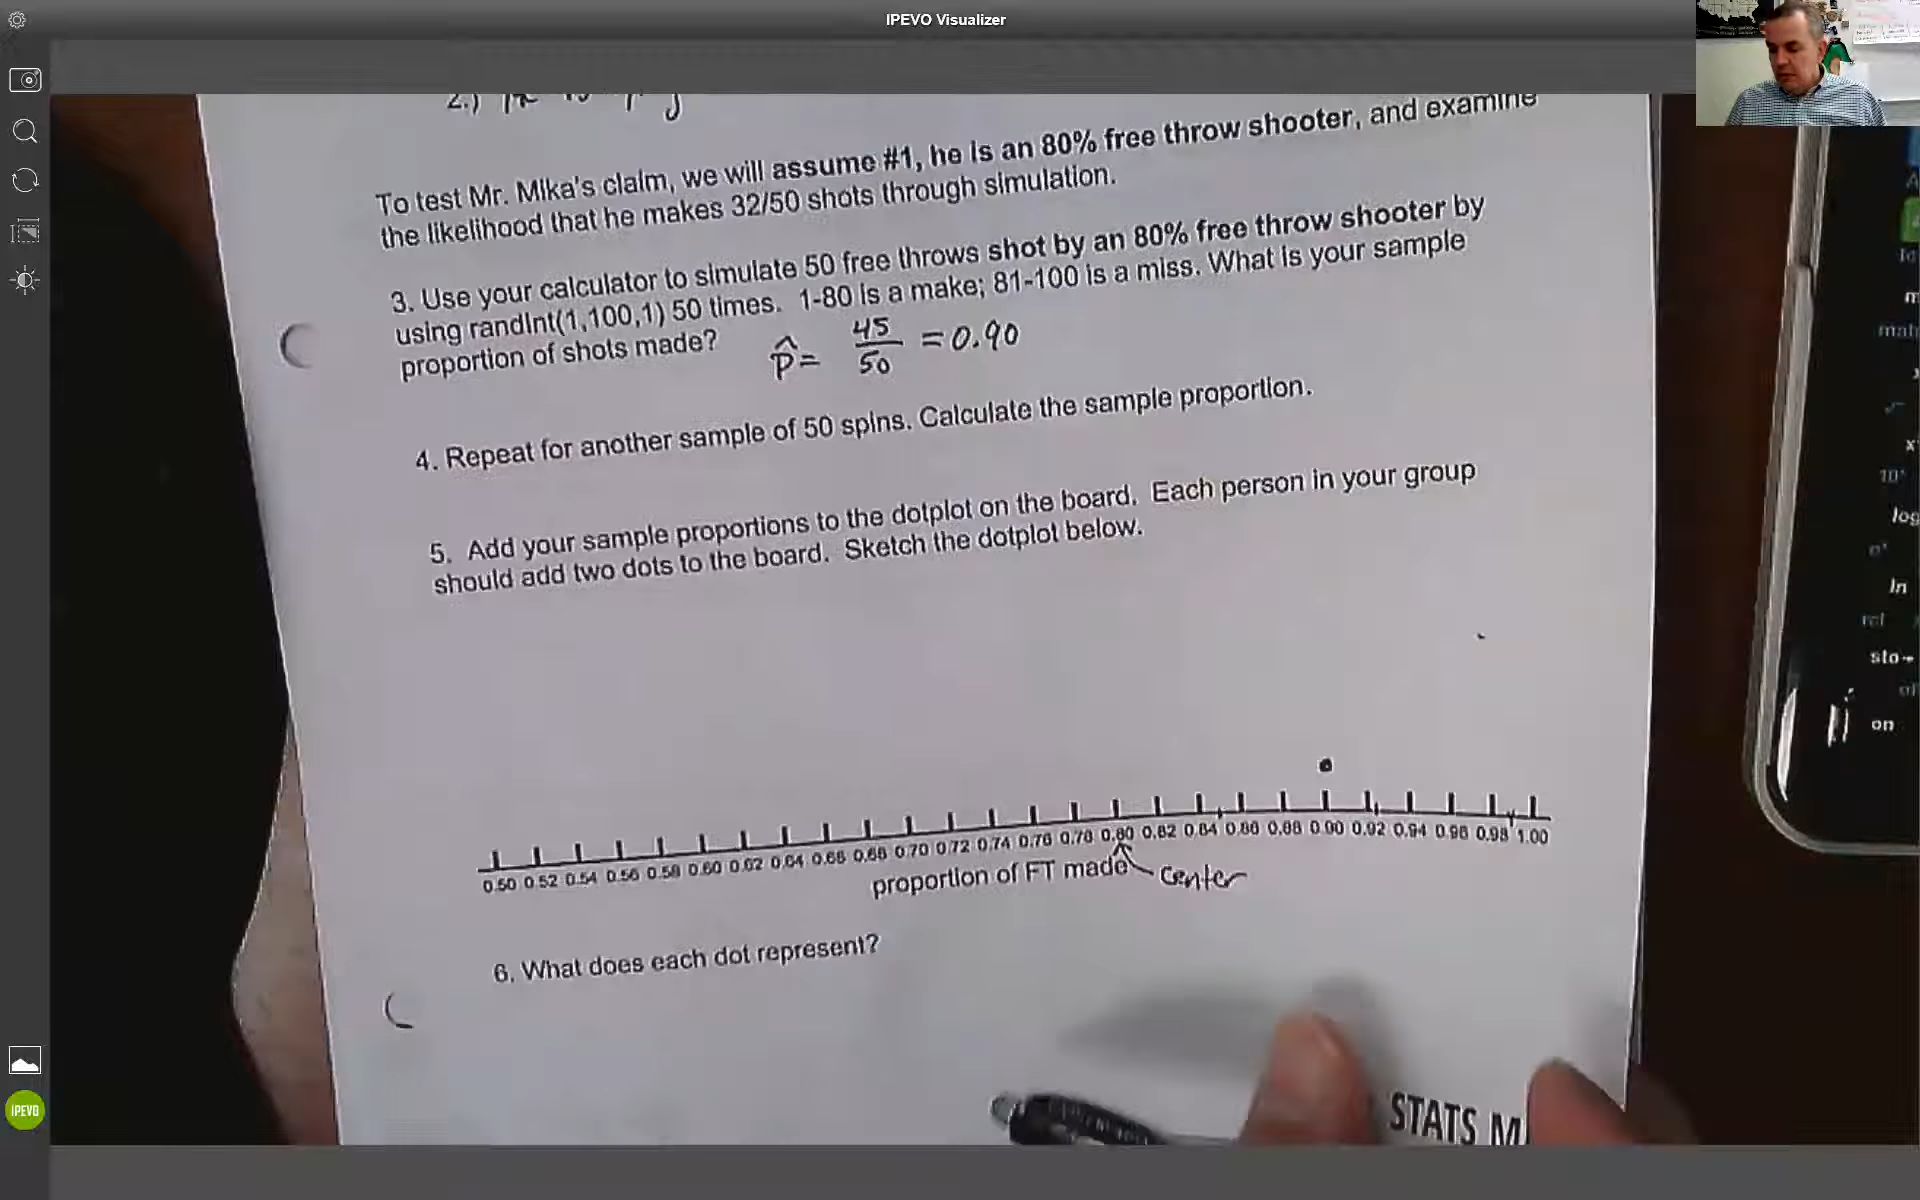 IPEVO Visualizer
2.)
To test Mr. Mika's claim, we will assume #1, he is an 80% free throw shooter, and examine
the likelihood that he makes 32/50 shots through simulation.
3. Use your calculator to simulate 50 free throws shot by an 80% free throw shooter by
using randInt(1,100,1) 50 times. 1-80 is a make; 81-100 is a miss. What is your sample
proportion of shots made?
p̂ = 45/50 = 0.90
4. Repeat for another sample of 50 spins. Calculate the sample proportion.
5. Add your sample proportions to the dotplot on the board. Each person in your group
should add two dots to the board. Sketch the dotplot below.
0.50 0.52 0.54 0.56 0.58 0.60 0.62 0.64 0.66 0.68 0.70 0.72 0.74 0.76 0.78 0.80 0.82 0.84 0.86 0.88 0.90 0.92 0.94 0.96 0.98 1.00
proportion of FT made
center
6. What does each dot represent?
STATS M
log
ln
sto→
on
IPEVO